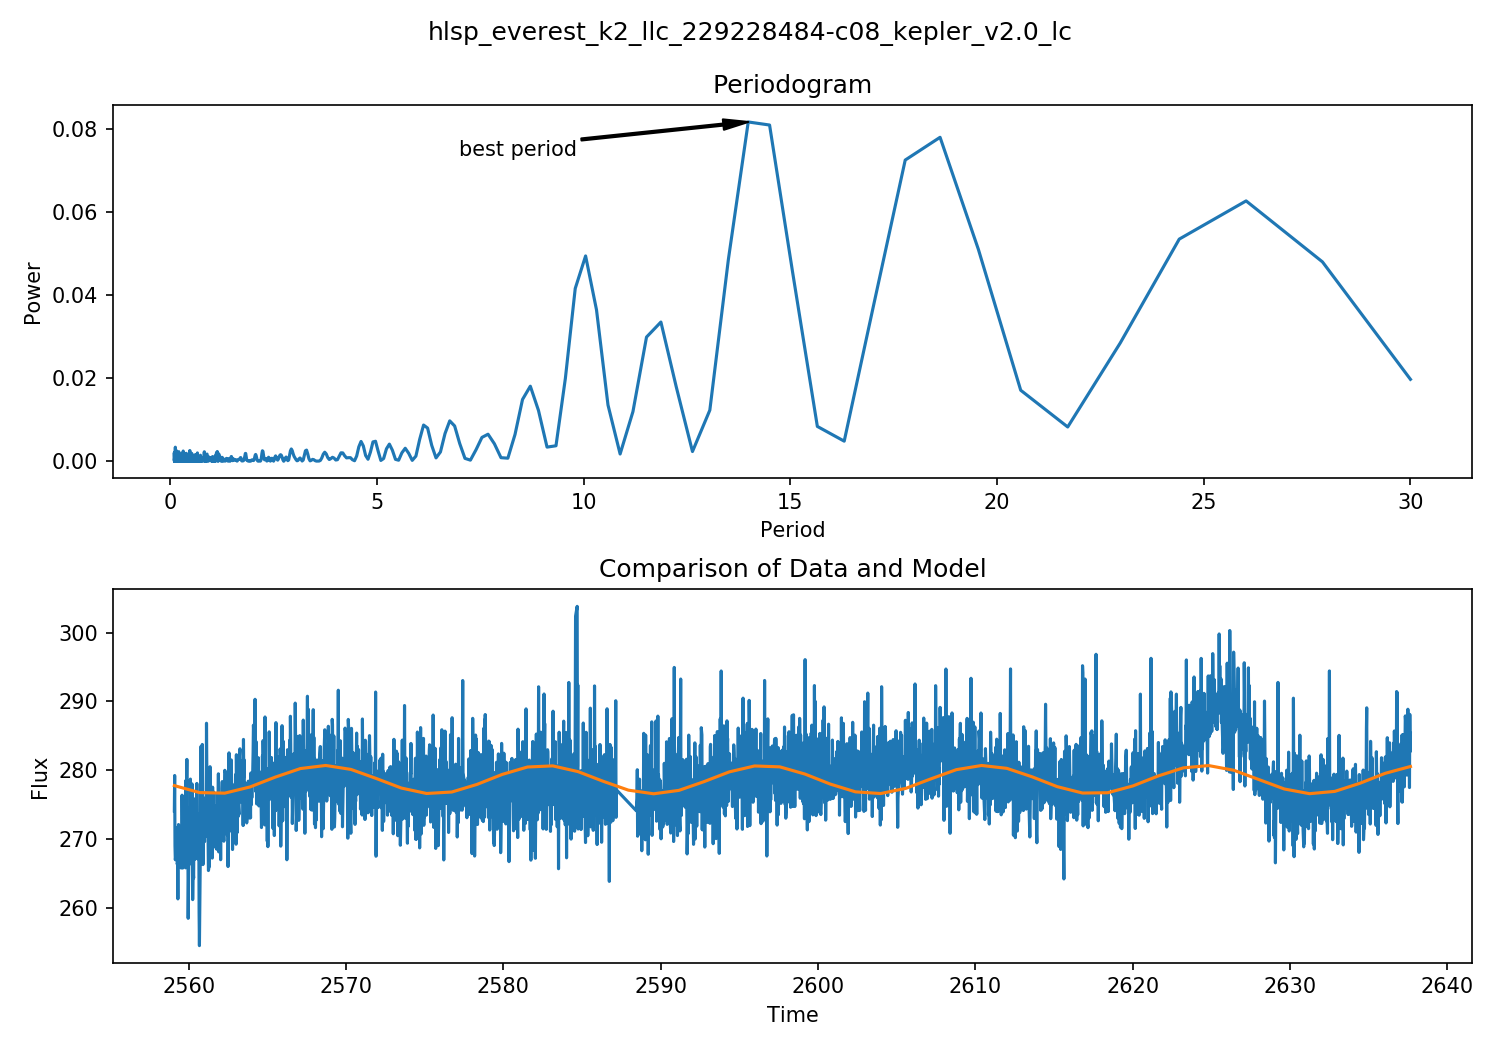 hlsp_everest_k2_llc_229228484-c08_kepler_v2.0_lc
Periodogram
0.08
0.06
0.04
0.02
0.00
Power
best period
0 5 10 15 20 25 30
Period
Comparison of Data and Model
300
290
280
270
260
Flux
2560 2570 2580 2590 2600 2610 2620 2630 2640
Time